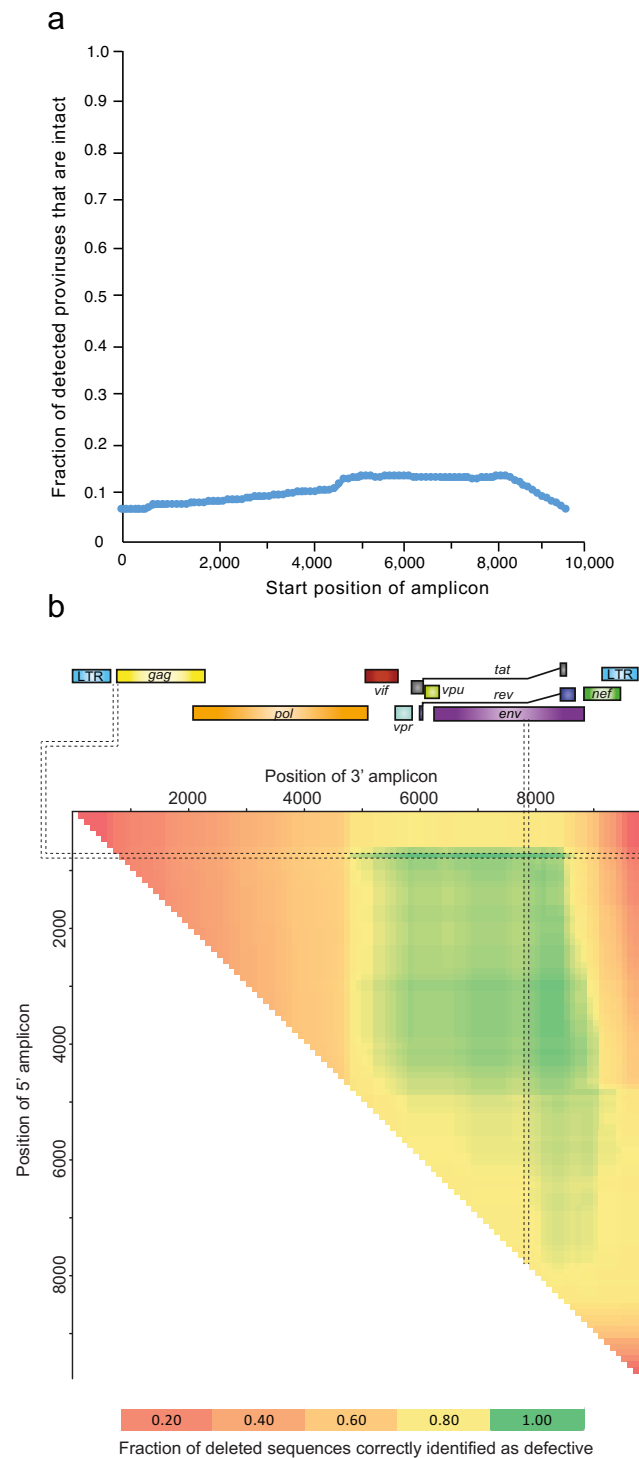 a
1.0
0.9
0.8
0.7
0.6
0.5
0.4
0.3
0.2
0.1
0
Fraction of detected proviruses that are intact
0 2,000 4,000 6,000 8,000 10,000
Start position of amplicon
b
LTR gag vif tat LTR
vpu rev nef
pol vpr env
Position of 3' amplicon
2000 4000 6000 8000
2000
4000
6000
8000
Position of 5' amplicon
0.20 0.40 0.60 0.80 1.00
Fraction of deleted sequences correctly identified as defective